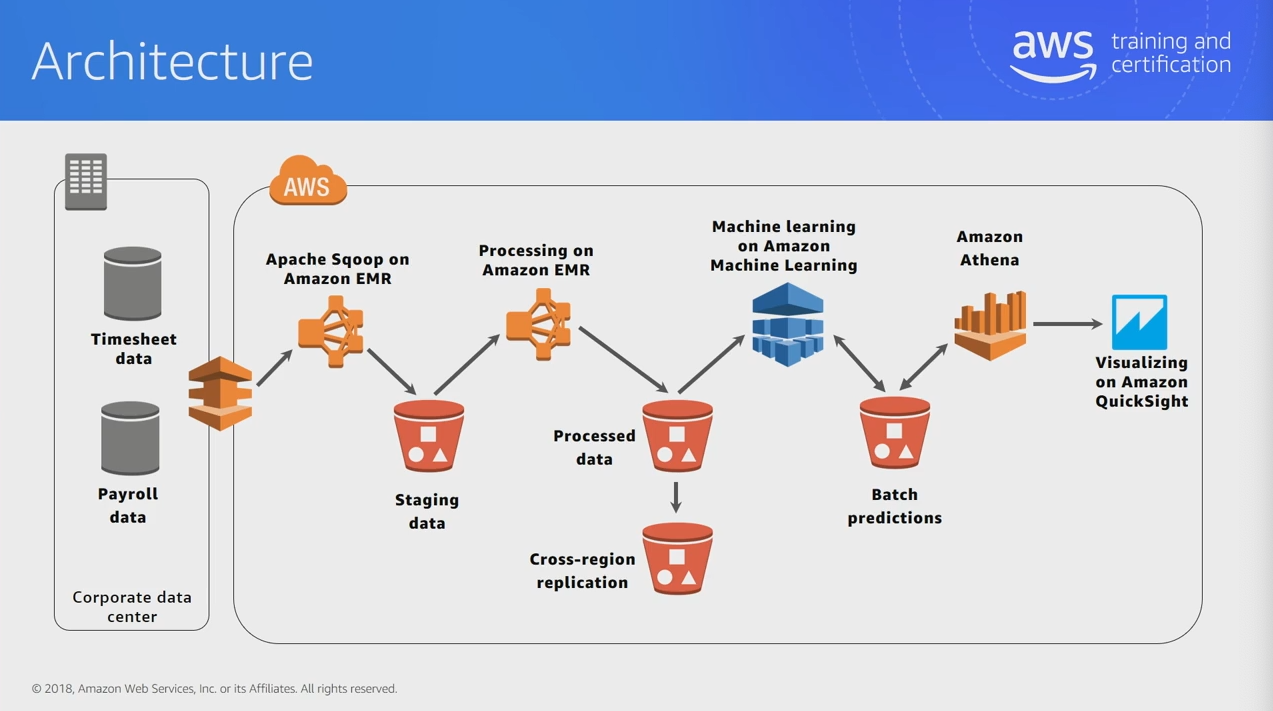 Architecture
aws
training and
certification
AWS
Apache Sqoop on
Amazon EMR
Processing on
Amazon EMR
Machine learning
on Amazon
Machine Learning
Amazon
Athena
Timesheet
data
Visualizing
on Amazon
QuickSight
Payroll
data
Staging
data
Processed
data
Batch
predictions
Cross-region
replication
Corporate data
center
© 2018, Amazon Web Services, Inc. or its Affiliates. All rights reserved.